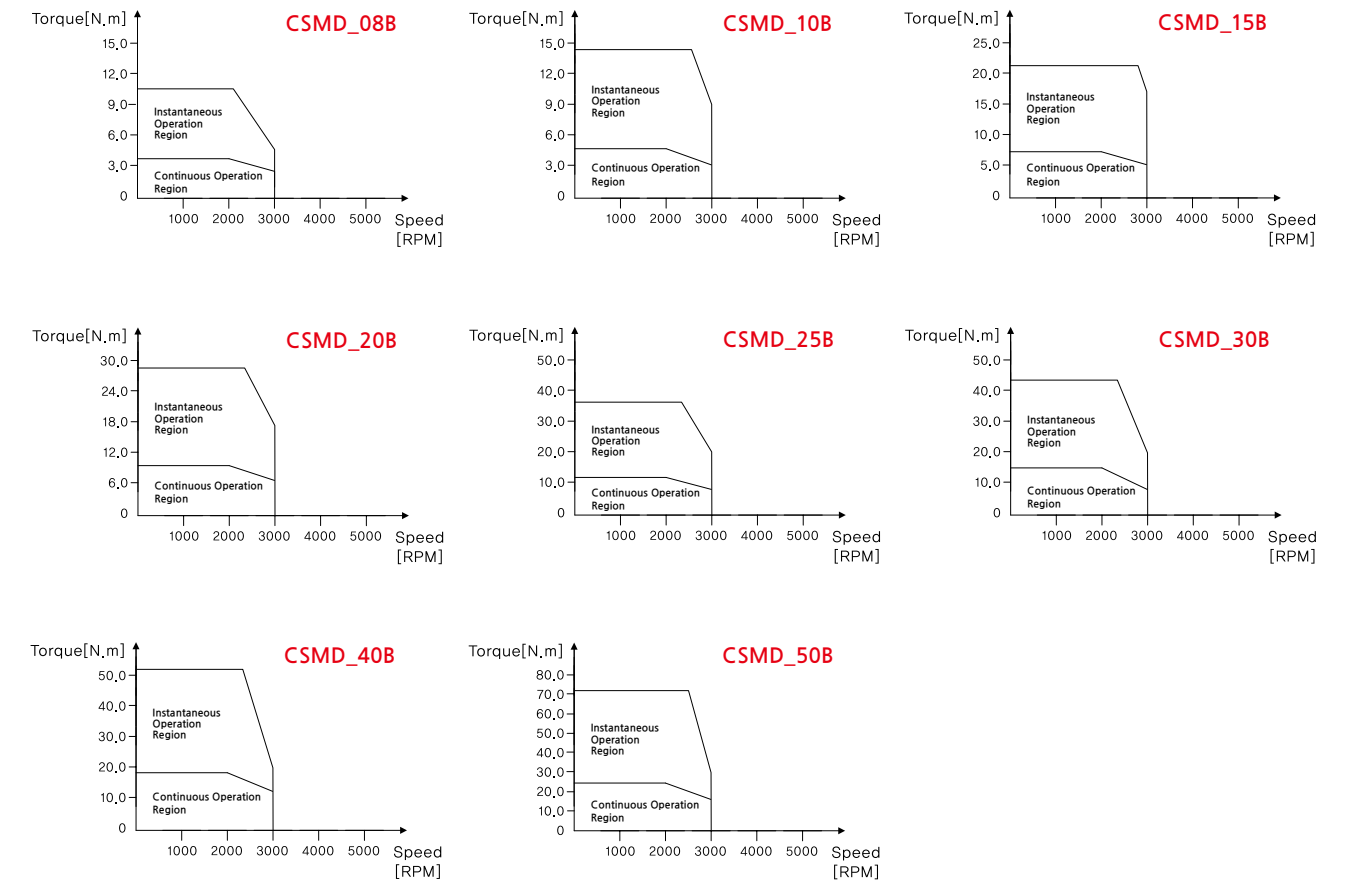 Torque[N.m]
CSMD_08B
15.0
12.0
9.0
6.0
3.0
0
Instantaneous
Operation
Region
Continuous Operation
Region
1000 2000 3000 4000 5000 Speed
[RPM]
Torque[N.m]
CSMD_10B
15.0
12.0
9.0
6.0
3.0
0
Instantaneous
Operation
Region
Continuous Operation
Region
1000 2000 3000 4000 5000 Speed
[RPM]
Torque[N.m]
CSMD_15B
25.0
20.0
15.0
10.0
5.0
0
Instantaneous
Operation
Region
Continuous Operation
Region
1000 2000 3000 4000 5000 Speed
[RPM]
Torque[N.m]
CSMD_20B
30.0
24.0
18.0
12.0
6.0
0
Instantaneous
Operation
Region
Continuous Operation
Region
1000 2000 3000 4000 5000 Speed
[RPM]
Torque[N.m]
CSMD_25B
50.0
40.0
30.0
20.0
10.0
0
Instantaneous
Operation
Region
Continuous Operation
Region
1000 2000 3000 4000 5000 Speed
[RPM]
Torque[N.m]
CSMD_30B
50.0
40.0
30.0
20.0
10.0
0
Instantaneous
Operation
Region
Continuous Operation
Region
1000 2000 3000 4000 5000 Speed
[RPM]
Torque[N.m]
CSMD_40B
50.0
40.0
30.0
20.0
10.0
0
Instantaneous
Operation
Region
Continuous Operation
Region
1000 2000 3000 4000 5000 Speed
[RPM]
Torque[N.m]
CSMD_50B
80.0
70.0
60.0
50.0
40.0
30.0
20.0
10.0
0
Instantaneous
Operation
Region
Continuous Operation
Region
1000 2000 3000 4000 5000 Speed
[RPM]